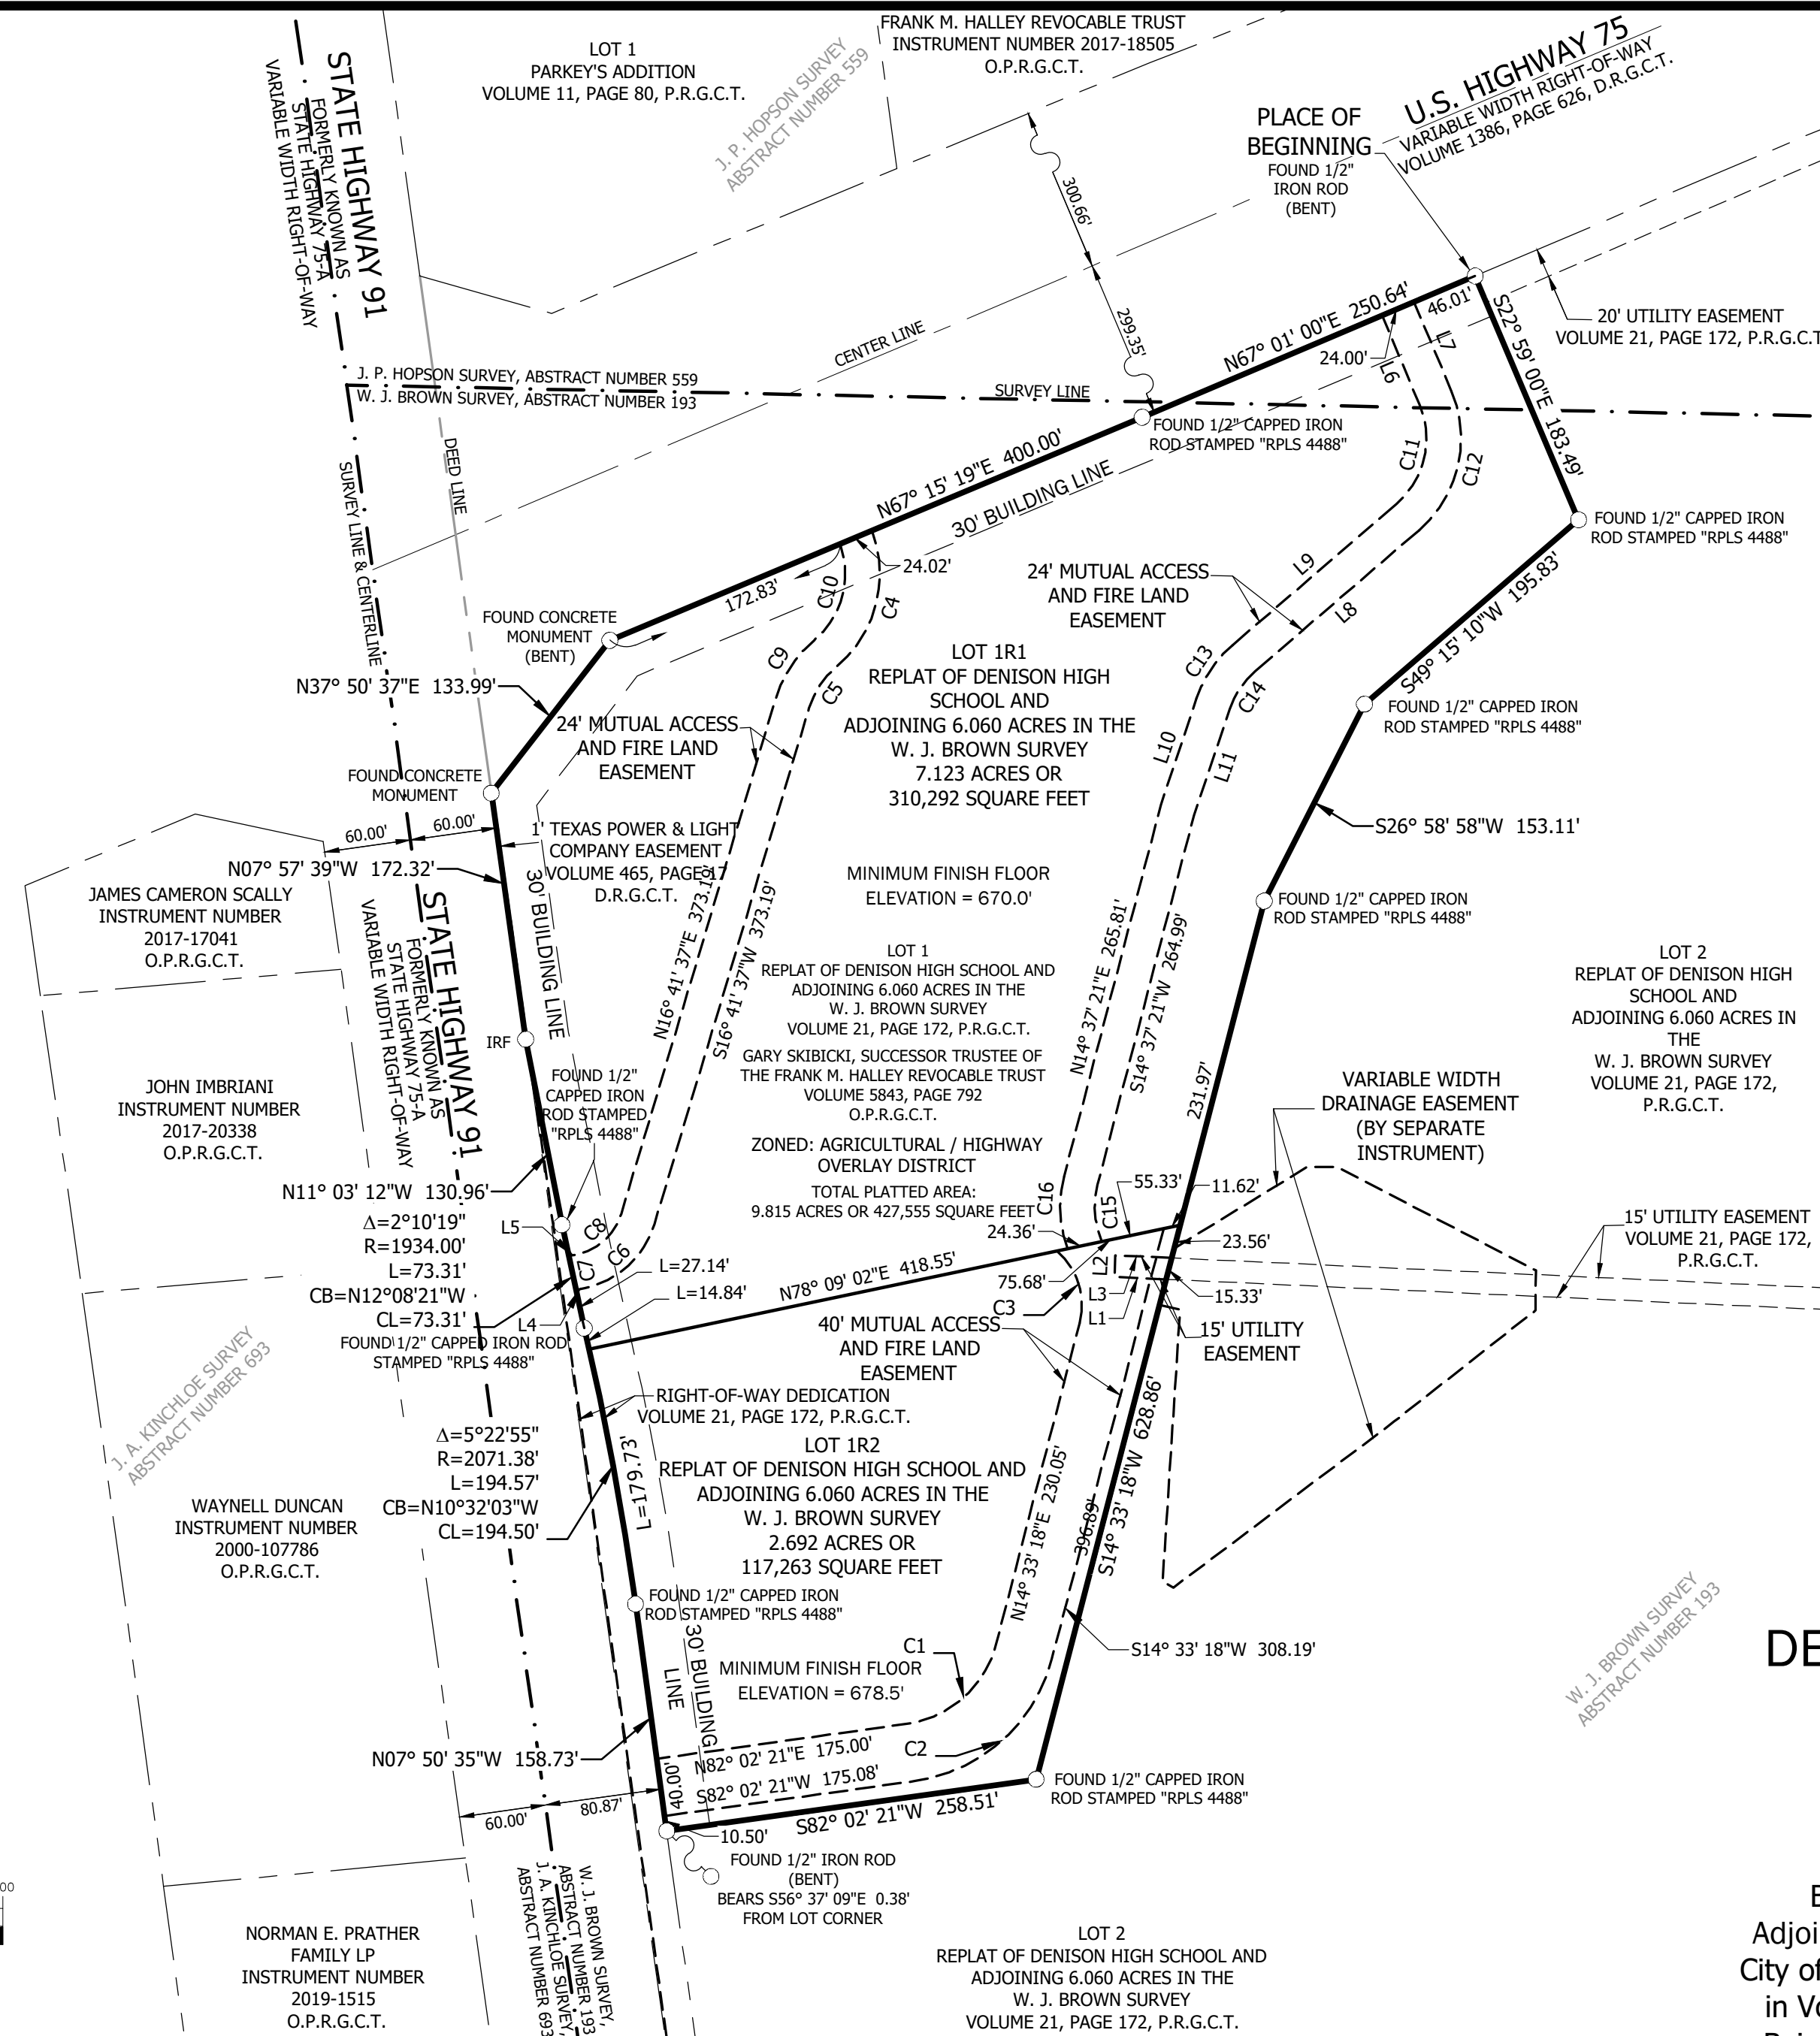 FRANK M. HALLEY REVOCABLE TRUST
INSTRUMENT NUMBER 2017-18505
O.P.R.G.C.T.
LOT 1
PARKEY'S ADDITION
VOLUME 11, PAGE 80, P.R.G.C.T.
J. P. HOPSON SURVEY
ABSTRACT NUMBER 559
STATE HIGHWAY 91
FORMERLY KNOWN AS
STATE HIGHWAY 75-A
VARIABLE WIDTH RIGHT-OF-WAY
U.S. HIGHWAY 75
VARIABLE WIDTH RIGHT-OF-WAY
VOLUME 1386, PAGE 626, D.R.G.C.T.
PLACE OF
BEGINNING
FOUND 1/2"
IRON ROD
(BENT)
300.66'
299.35'
CENTER LINE
N67° 01' 00"E 250.64'
46.01'
24.00'
L6
L7
S22° 59' 00"E 183.49'
20' UTILITY EASEMENT
VOLUME 21, PAGE 172, P.R.G.C.T
J. P. HOPSON SURVEY, ABSTRACT NUMBER 559
W. J. BROWN SURVEY, ABSTRACT NUMBER 193
SURVEY LINE
DEED LINE
SURVEY LINE & CENTERLINE
FOUND 1/2" CAPPED IRON
ROD STAMPED "RPLS 4488"
N67° 15' 19"E 400.00'
30' BUILDING LINE
C11
C12
FOUND 1/2" CAPPED IRON
ROD STAMPED "RPLS 4488"
24.02'
172.83'
C10
C4
L9
L8
24' MUTUAL ACCESS
AND FIRE LAND
EASEMENT
S49° 15' 10"W 195.83'
FOUND CONCRETE
MONUMENT
(BENT)
N37° 50' 37"E 133.99'
C9
C5
C13
C14
LOT 1R1
REPLAT OF DENISON HIGH
SCHOOL AND
ADJOINING 6.060 ACRES IN THE
W. J. BROWN SURVEY
7.123 ACRES OR
310,292 SQUARE FEET
24' MUTUAL ACCESS
AND FIRE LAND
EASEMENT
FOUND 1/2" CAPPED IRON
ROD STAMPED "RPLS 4488"
L10
L11
FOUND CONCRETE
MONUMENT
60.00'
60.00'
1' TEXAS POWER & LIGHT
COMPANY EASEMENT
VOLUME 465, PAGE 17
D.R.G.C.T.
S26° 58' 58"W 153.11'
N07° 57' 39"W 172.32'
MINIMUM FINISH FLOOR
ELEVATION = 670.0'
JAMES CAMERON SCALLY
INSTRUMENT NUMBER
2017-17041
O.P.R.G.C.T.
STATE HIGHWAY 91
FORMERLY KNOWN AS
STATE HIGHWAY 75-A
VARIABLE WIDTH RIGHT-OF-WAY
30' BUILDING LINE
N16° 41' 37"E 373.19'
S16° 41' 37"W 373.19'
N14° 37' 21"E 265.81'
S14° 37' 21"W 264.99'
FOUND 1/2" CAPPED IRON
ROD STAMPED "RPLS 4488"
LOT 1
REPLAT OF DENISON HIGH SCHOOL AND
ADJOINING 6.060 ACRES IN THE
W. J. BROWN SURVEY
VOLUME 21, PAGE 172, P.R.G.C.T.
GARY SKIBICKI, SUCCESSOR TRUSTEE OF
THE FRANK M. HALLEY REVOCABLE TRUST
VOLUME 5843, PAGE 792
O.P.R.G.C.T.
ZONED: AGRICULTURAL / HIGHWAY
OVERLAY DISTRICT
TOTAL PLATTED AREA:
9.815 ACRES OR 427,555 SQUARE FEET
LOT 2
REPLAT OF DENISON HIGH
SCHOOL AND
ADJOINING 6.060 ACRES IN
THE
W. J. BROWN SURVEY
VOLUME 21, PAGE 172,
P.R.G.C.T.
231.97'
IRF
FOUND 1/2"
CAPPED IRON
ROD STAMPED
"RPLS 4488"
JOHN IMBRIANI
INSTRUMENT NUMBER
2017-20338
O.P.R.G.C.T.
VARIABLE WIDTH
DRAINAGE EASEMENT
(BY SEPARATE
INSTRUMENT)
N11° 03' 12"W 130.96'
Δ=2°10'19"
R=1934.00'
L=73.31'
CB=N12°08'21"W
CL=73.31'
L5
C8
C6
C7
L4
L=27.14'
L=14.84'
C16
C15
55.33'
11.62'
24.36'
23.56'
15' UTILITY EASEMENT
VOLUME 21, PAGE 172,
P.R.G.C.T.
N78° 09' 02"E 418.55'
75.68'
L2
L3
L1
C3
15.33'
15' UTILITY
EASEMENT
FOUND 1/2" CAPPED IRON ROD
STAMPED "RPLS 4488"
40' MUTUAL ACCESS
AND FIRE LAND
EASEMENT
J. A. KINCHLOE SURVEY
ABSTRACT NUMBER 693
RIGHT-OF-WAY DEDICATION
VOLUME 21, PAGE 172, P.R.G.C.T.
Δ=5°22'55"
R=2071.38'
L=194.57'
CB=N10°32'03"W
CL=194.50'
L=179.73'
LOT 1R2
REPLAT OF DENISON HIGH SCHOOL AND
ADJOINING 6.060 ACRES IN THE
W. J. BROWN SURVEY
2.692 ACRES OR
117,263 SQUARE FEET
WAYNELL DUNCAN
INSTRUMENT NUMBER
2000-107786
O.P.R.G.C.T.
N14° 33' 18"E 230.05'
396.89'
S14° 33' 18"W 628.86'
FOUND 1/2" CAPPED IRON
ROD STAMPED "RPLS 4488"
S14° 33' 18"W 308.19'
C1
MINIMUM FINISH FLOOR
ELEVATION = 678.5'
30' BUILDING
LINE
W. J. BROWN SURVEY
ABSTRACT NUMBER 193
DE
N07° 50' 35"W 158.73'
N82° 02' 21"E 175.00'
S82° 02' 21"W 175.08'
C2
40.00'
60.00'
80.87'
10.50'
S82° 02' 21"W 258.51'
FOUND 1/2" CAPPED IRON
ROD STAMPED "RPLS 4488"
FOUND 1/2" IRON ROD
(BENT)
BEARS S56° 37' 09"E 0.38'
FROM LOT CORNER
W. J. BROWN SURVEY,
ABSTRACT NUMBER 193
J. A. KINCHLOE SURVEY,
ABSTRACT NUMBER 693
NORMAN E. PRATHER
FAMILY LP
INSTRUMENT NUMBER
2019-1515
O.P.R.G.C.T.
LOT 2
REPLAT OF DENISON HIGH SCHOOL AND
ADJOINING 6.060 ACRES IN THE
W. J. BROWN SURVEY
VOLUME 21, PAGE 172, P.R.G.C.T.
00
Adjoi
City of
in Vo